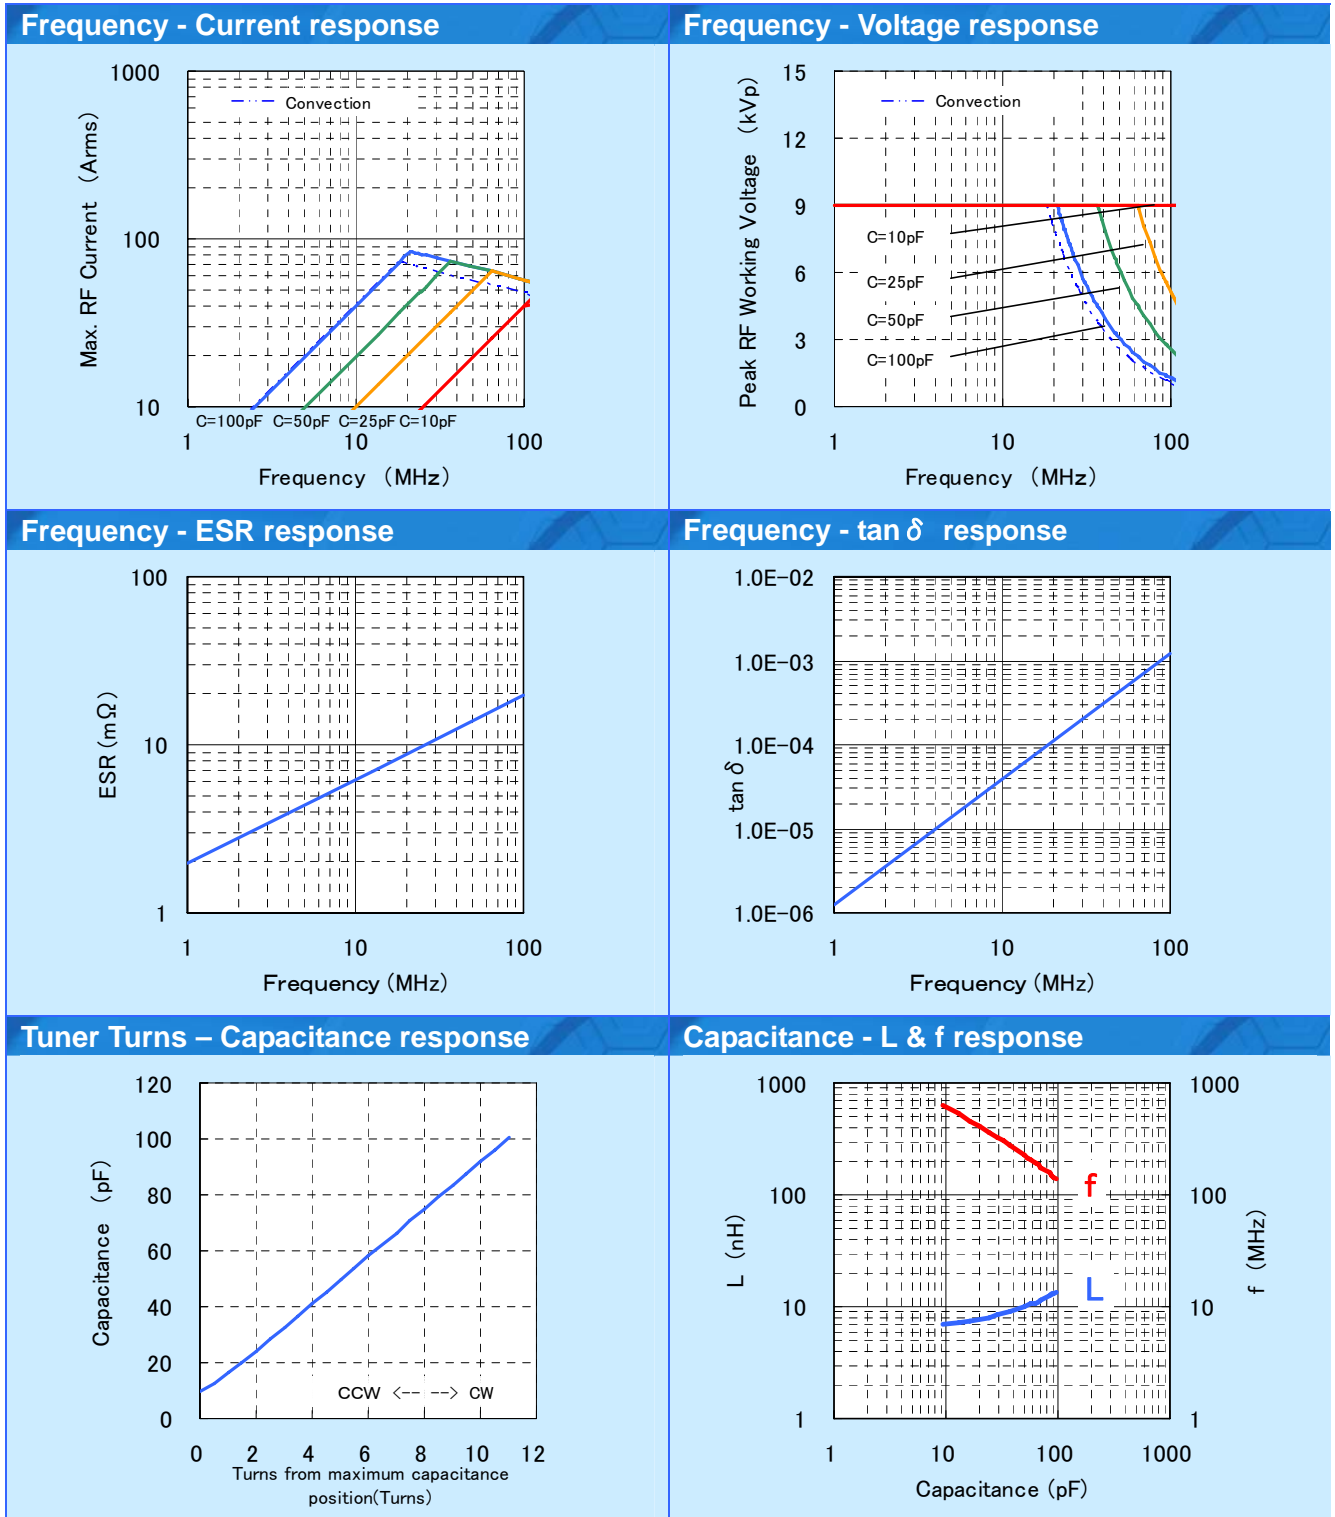 Frequency - Current response
1000
100
10
Max. RF Current (Arms)
Convection
C=100pF C=50pF C=25pF C=10pF
1 10 100
Frequency (MHz)
Frequency - Voltage response
15
12
9
6
3
0
Peak RF Working Voltage (kVp)
Convection
C=10pF
C=25pF
C=50pF
C=100pF
1 10 100
Frequency (MHz)
Frequency - ESR response
100
10
1
ESR (mΩ)
1 10 100
Frequency (MHz)
Frequency - tan δ response
1.0E-02
1.0E-03
1.0E-04
1.0E-05
1.0E-06
tan δ
1 10 100
Frequency (MHz)
Tuner Turns – Capacitance response
120
100
80
60
40
20
0
Capacitance (pF)
CCW <-- --> CW
0 2 4 6 8 10 12
Turns from maximum capacitance
position(Turns)
Capacitance - L & f response
1000
100
10
1
L (nH)
f
L
1000
100
10
1
f (MHz)
1 10 100 1000
Capacitance (pF)